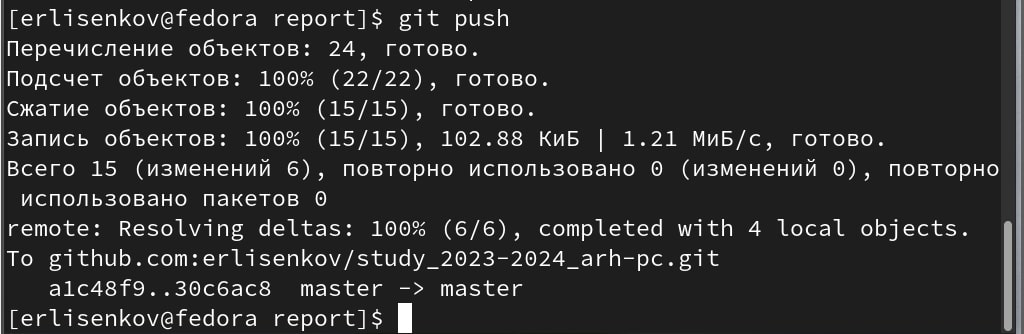 [erlisenkov@fedora report]$ git push
Перечисление объектов: 24, готово.
Подсчет объектов: 100% (22/22), готово.
Сжатие объектов: 100% (15/15), готово.
Запись объектов: 100% (15/15), 102.88 КиБ | 1.21 МиБ/с, готово.
Всего 15 (изменений 6), повторно использовано 0 (изменений 0), повторно
 использовано пакетов 0
remote: Resolving deltas: 100% (6/6), completed with 4 local objects.
To github.com:erlisenkov/study_2023-2024_arh-pc.git
   a1c48f9..30c6ac8  master -> master
[erlisenkov@fedora report]$